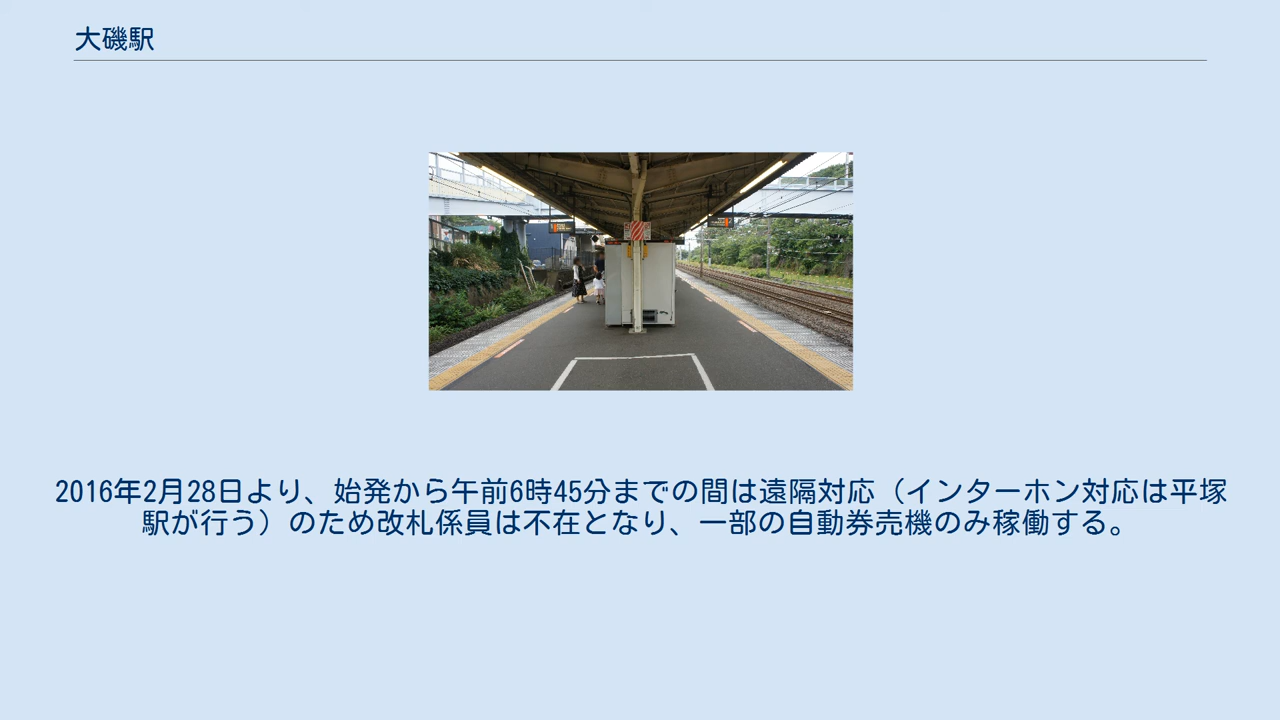 大磯駅
2016年2月28日より、始発から午前6時45分までの間は遠隔対応（インターホン対応は平塚
駅が行う）のため改札係員は不在となり、一部の自動券売機のみ稼働する。